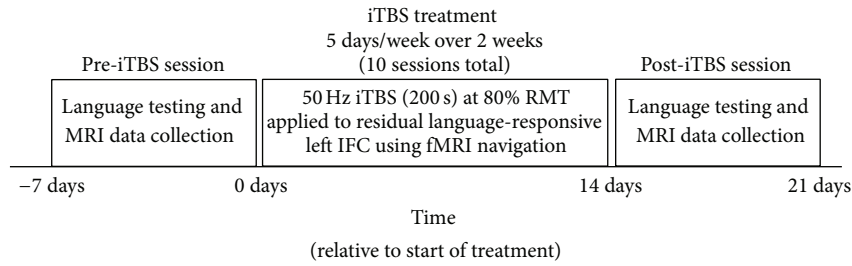 iTBS treatment
5 days/week over 2 weeks
(10 sessions total)
Pre-iTBS session
Post-iTBS session
Language testing and
MRI data collection
50 Hz iTBS (200 s) at 80% RMT
applied to residual language-responsive
left IFC using fMRI navigation
Language testing and
MRI data collection
−7 days
0 days
14 days
21 days
Time
(relative to start of treatment)